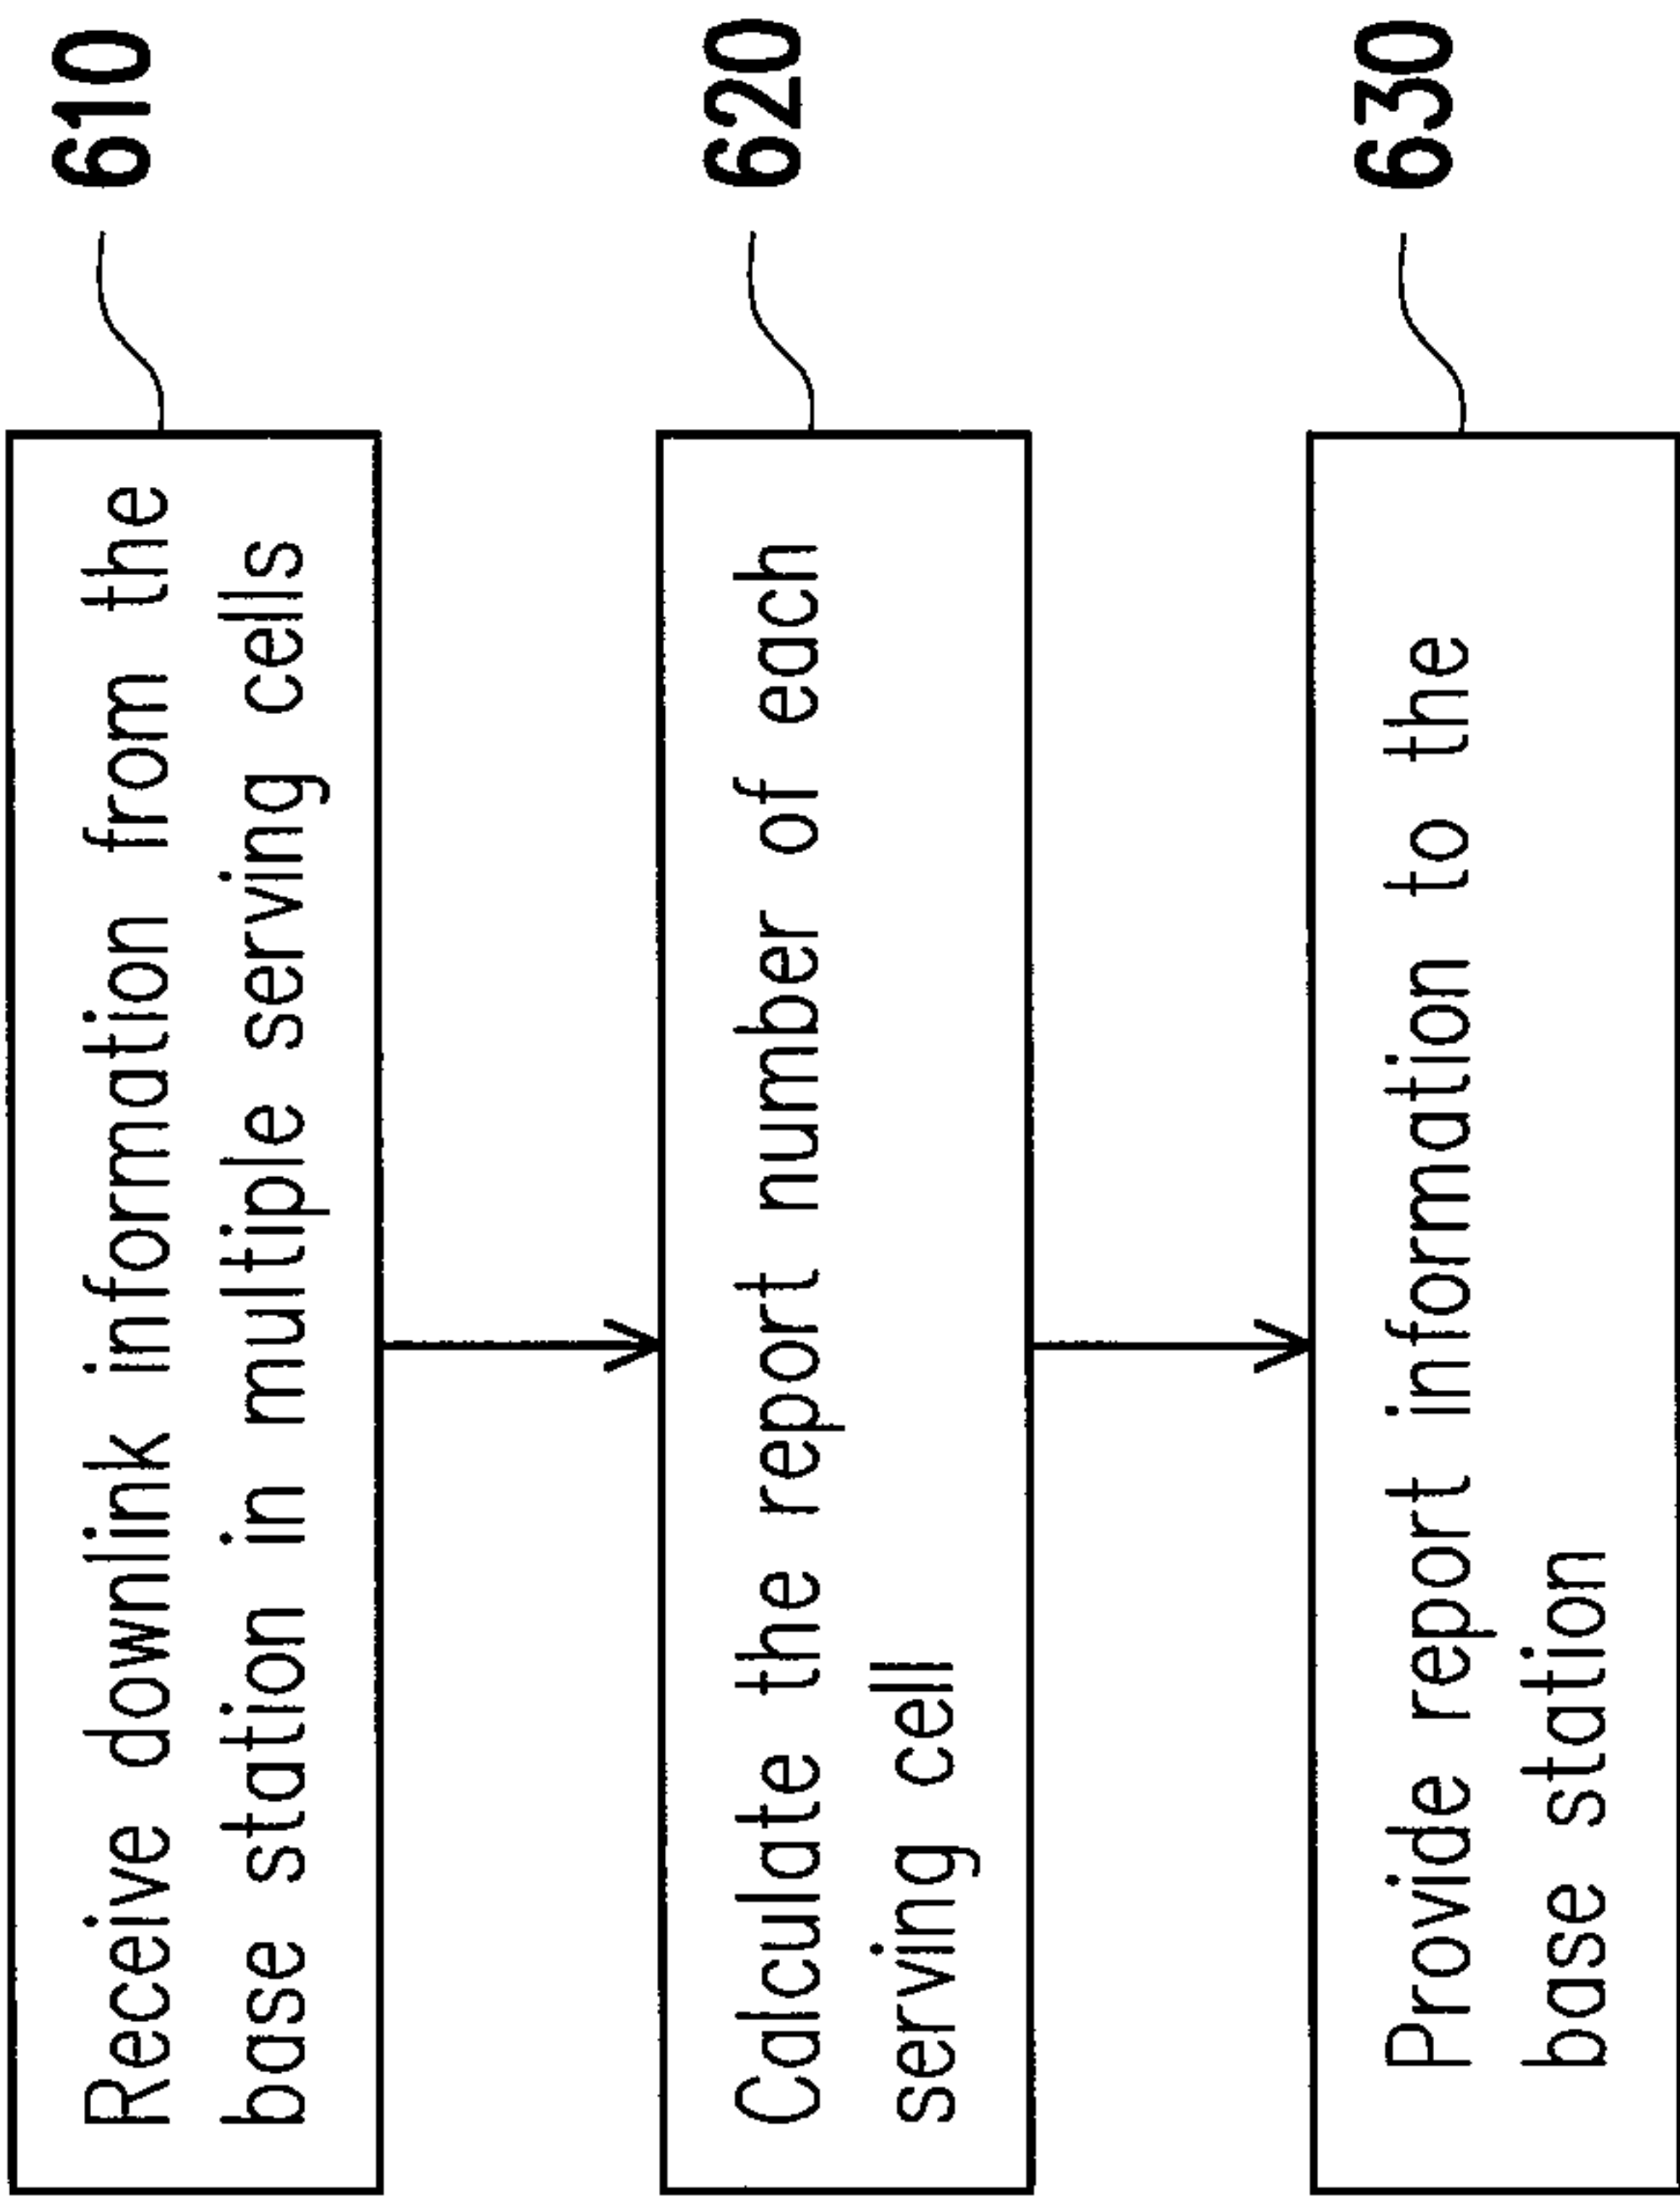 Receive downlink information from the
base station in multiple serving cells
610
Calculate the report number of each
serving cell
620
Provide report information to the
base station
630